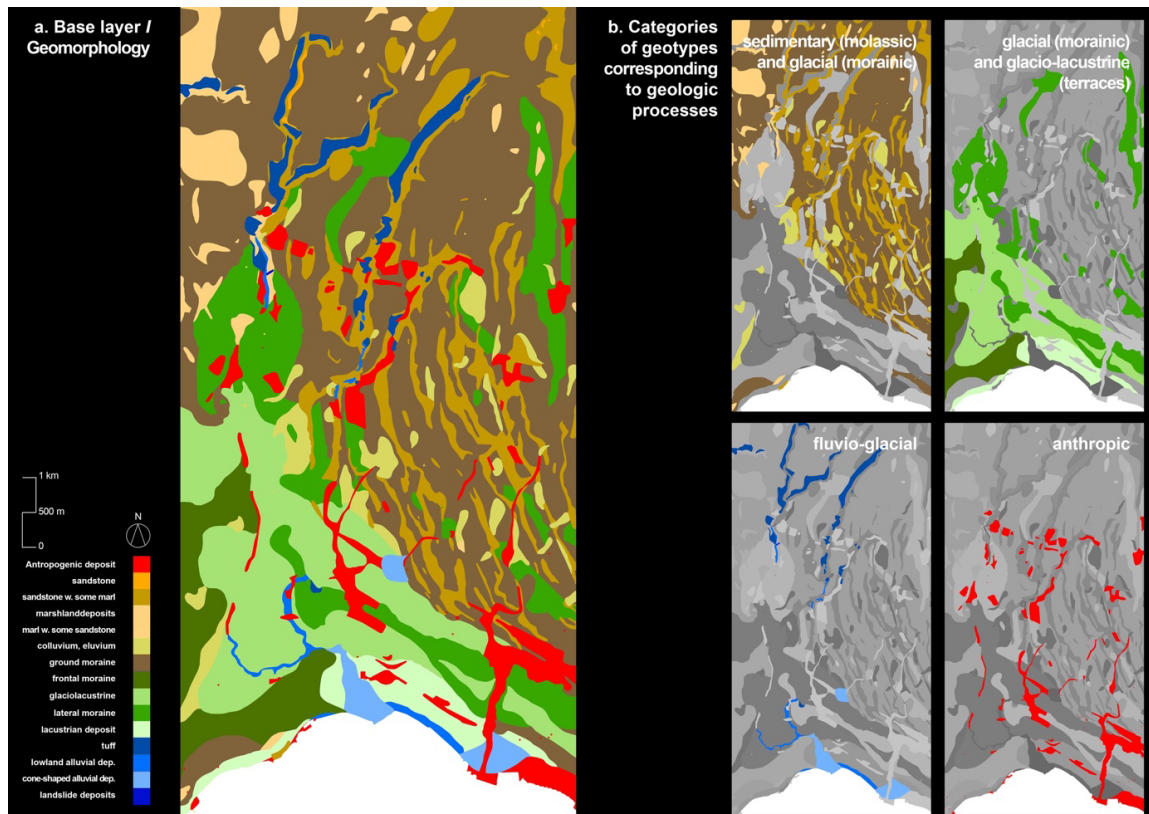 a. Base layer /
Geomorphology
b. Categories
of geotypes
corresponding
to geologic
processes
sedimentary (molassic)
and glacial (morainic)
glacial (morainic)
and glacio-lacustrine
(terraces)
fluvio-glacial
anthropic
1 km
500 m
0
N
Antropogenic deposit
sandstone
sandstone w. some marl
marshlanddeposits
marl w. some sandstone
colluvium, eluvium
ground moraine
frontal moraine
glaciolacustrine
lateral moraine
lacustrian deposit
tuff
lowland alluvial dep.
cone-shaped alluvial dep.
landslide deposits